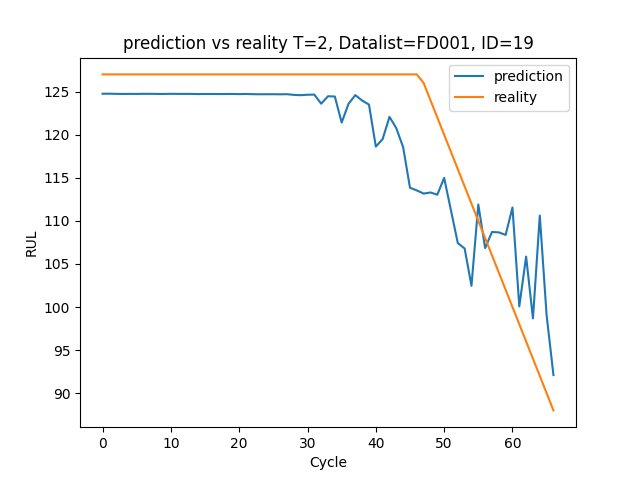 prediction vs reality T=2, Datalist=FD001, ID=19
prediction
reality
RUL
125
120
115
110
105
100
95
90
0 10 20 30 40 50 60
Cycle